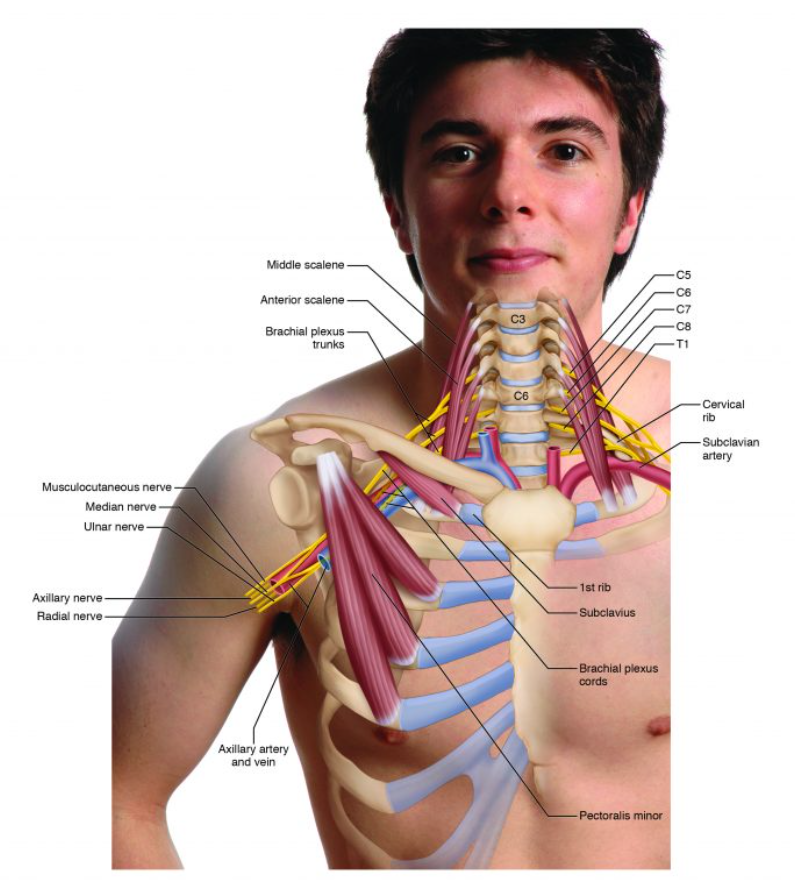 Middle scalene
Anterior scalene
Brachial plexus
trunks
C3
C6
C5
C6
C7
C8
T1
Cervical
rib
Subclavian
artery
Musculocutaneous nerve
Median nerve
Ulnar nerve
Axillary nerve
Radial nerve
1st rib
Subclavius
Brachial plexus
cords
Axillary artery
and vein
Pectoralis minor